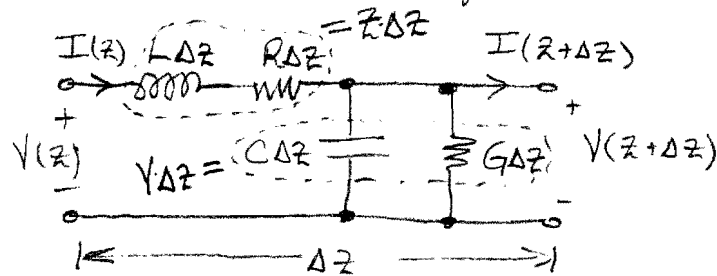 = Z·ΔZ
I(z) LΔZ RΔZ I(z+ΔZ)
+ +
V(z) YΔZ = CΔZ GΔZ V(z+ΔZ)
- -
ΔZ